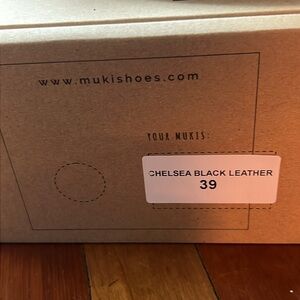 www.mukishoes.com
YOUR MUKIS:
CHELSEA BLACK LEATHER
39